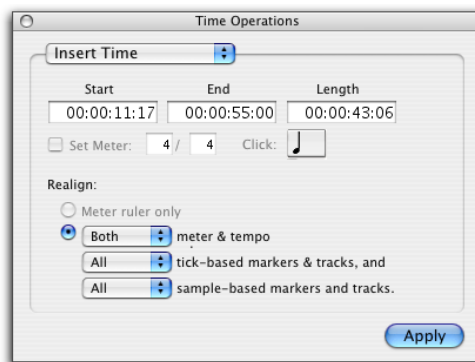 Time Operations
Insert Time
Start End Length
00:00:11:17 00:00:55:00 00:00:43:06
Set Meter: 4 / 4 Click:
Realign:
Meter ruler only
Both meter & tempo
All tick-based markers & tracks, and
All sample-based markers and tracks.
Apply